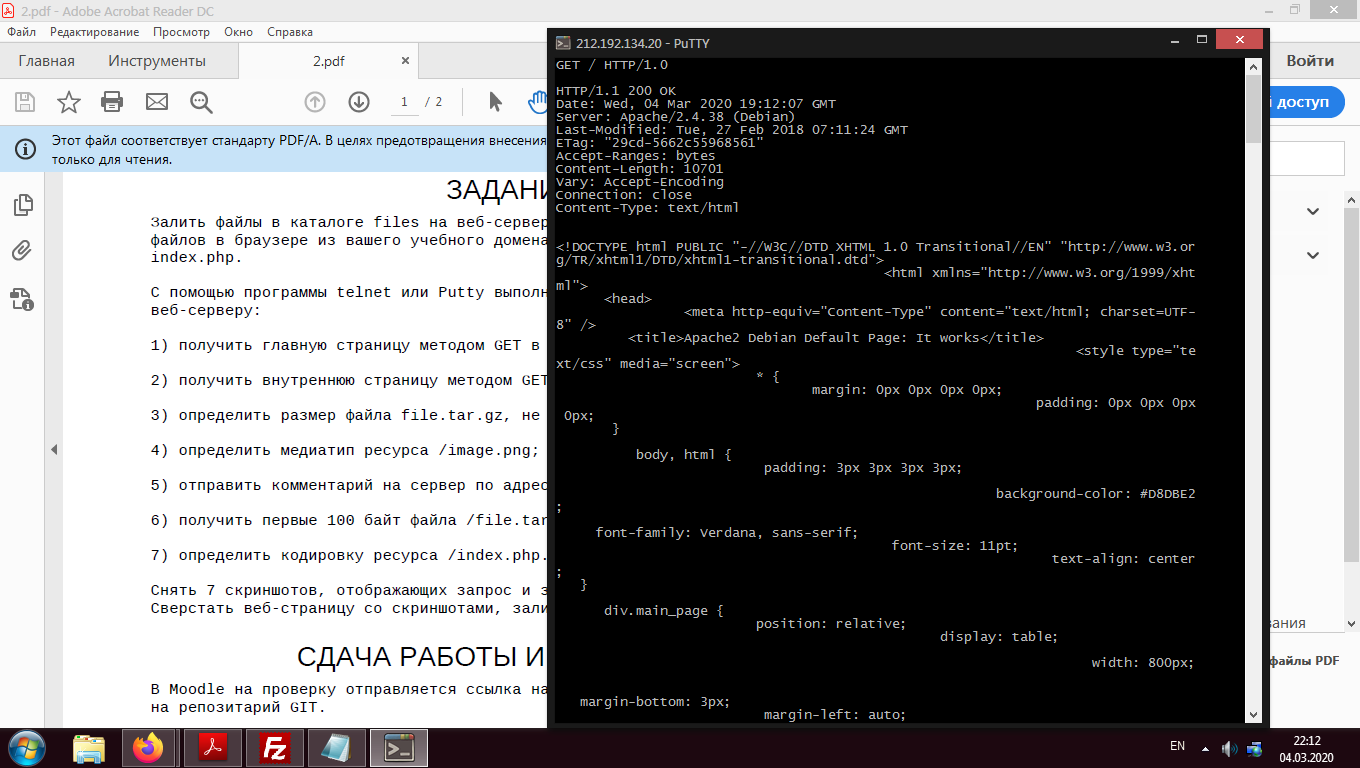 2.pdf - Adobe Acrobat Reader DC
Файл Редактирование Просмотр Окно Справка
Главная Инструменты 2.pdf × Войти
1 / 2
доступ
Этот файл соответствует стандарту PDF/A. В целях предотвращения внесения
только для чтения.
ЗАДАНИ
Залить файлы в каталоге files на веб-сервер
файлов в браузере из вашего учебного домена
index.php.
С помощью программы telnet или Putty выполн
веб-серверу:
1) получить главную страницу методом GET в
2) получить внутреннюю страницу методом GET
3) определить размер файла file.tar.gz, не
4) определить медиатип ресурса /image.png;
5) отправить комментарий на сервер по адрес
6) получить первые 100 байт файла /file.tar
7) определить кодировку ресурса /index.php.
Снять 7 скриншотов, отображающих запрос и з
Сверстать веб-страницу со скриншотами, зали
СДАЧА РАБОТЫ И
В Moodle на проверку отправляется ссылка на
на репозитарий GIT.
вания
файлы PDF
212.192.134.20 - PuTTY
GET / HTTP/1.0
HTTP/1.1 200 OK
Date: Wed, 04 Mar 2020 19:12:07 GMT
Server: Apache/2.4.38 (Debian)
Last-Modified: Tue, 27 Feb 2018 07:11:24 GMT
ETag: "29cd-5662c55968561"
Accept-Ranges: bytes
Content-Length: 10701
Vary: Accept-Encoding
Connection: close
Content-Type: text/html
<!DOCTYPE html PUBLIC "-//W3C//DTD XHTML 1.0 Transitional//EN" "http://www.w3.or
g/TR/xhtml1/DTD/xhtml1-transitional.dtd">
<html xmlns="http://www.w3.org/1999/xht
ml">
<head>
<meta http-equiv="Content-Type" content="text/html; charset=UTF-
8" />
<title>Apache2 Debian Default Page: It works</title>
<style type="te
xt/css" media="screen">
* {
margin: 0px 0px 0px 0px;
padding: 0px 0px 0px
0px;
}
body, html {
padding: 3px 3px 3px 3px;
background-color: #D8DBE2
;
font-family: Verdana, sans-serif;
font-size: 11pt;
text-align: center
;
}
div.main_page {
position: relative;
display: table;
width: 800px;
margin-bottom: 3px;
margin-left: auto;
EN
22:12
04.03.2020